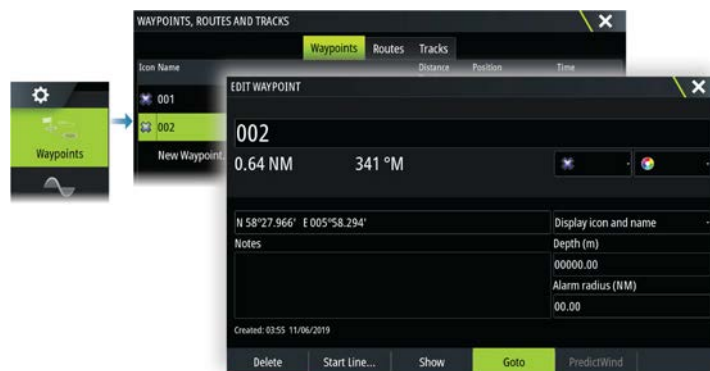 WAYPOINTS, ROUTES AND TRACKS
Waypoints Routes Tracks
Icon Name Distance Position Time
001
002
New Waypoint.
Waypoints
EDIT WAYPOINT
002
0.64 NM 341 °M
N 58°27.966' E 005°58.294' Display icon and name
Notes Depth (m)
00000.00
Alarm radius (NM)
00.00
Created: 03:55 11/06/2019
Delete Start Line... Show Goto PredictWind